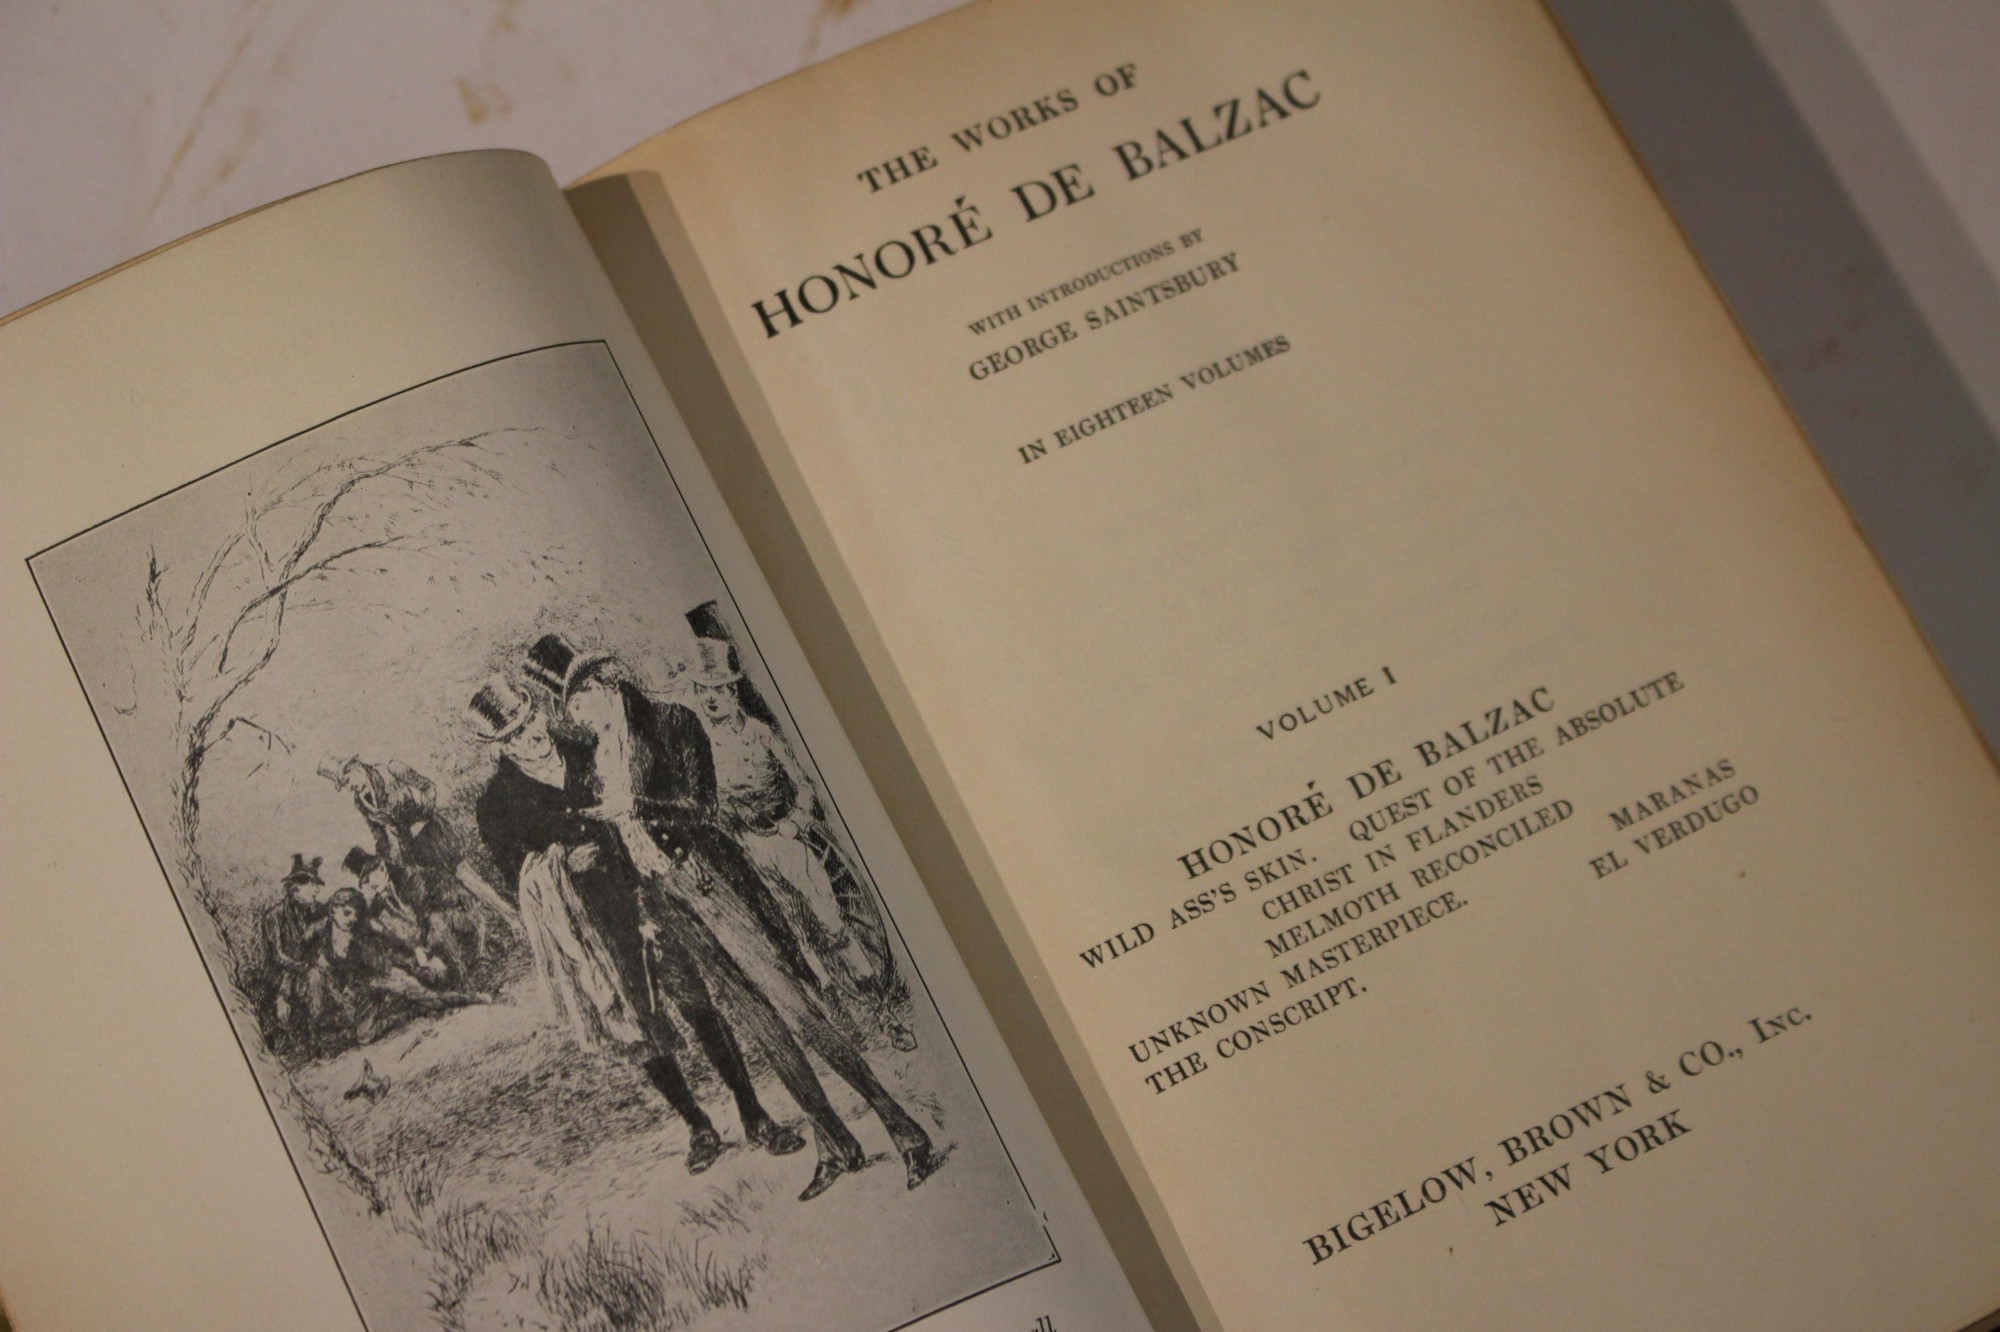 THE WORKS OF
HONORÉ DE BALZAC
WITH INTRODUCTIONS BY
GEORGE SAINTSBURY
IN EIGHTEEN VOLUMES
VOLUME I
HONORÉ DE BALZAC
WILD ASS'S SKIN. QUEST OF THE ABSOLUTE
CHRIST IN FLANDERS
MELMOTH RECONCILED MARANAS
UNKNOWN MASTERPIECE. EL VERDUGO
THE CONSCRIPT.
BIGELOW, BROWN & CO., INC.
NEW YORK